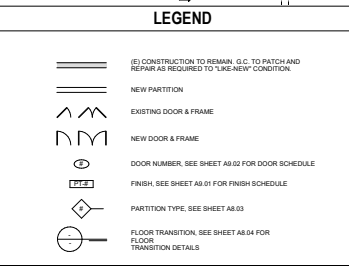 LEGEND
(E) CONSTRUCTION TO REMAIN. G.C. TO PATCH AND
REPAIR AS REQUIRED TO "LIKE-NEW" CONDITION.
NEW PARTITION
EXISTING DOOR & FRAME
NEW DOOR & FRAME
# DOOR NUMBER, SEE SHEET A9.02 FOR DOOR SCHEDULE
PT-# FINISH, SEE SHEET A9.01 FOR FINISH SCHEDULE
# PARTITION TYPE, SEE SHEET A8.03
FLOOR TRANSITION, SEE SHEET A8.04 FOR
FLOOR
TRANSITION DETAILS